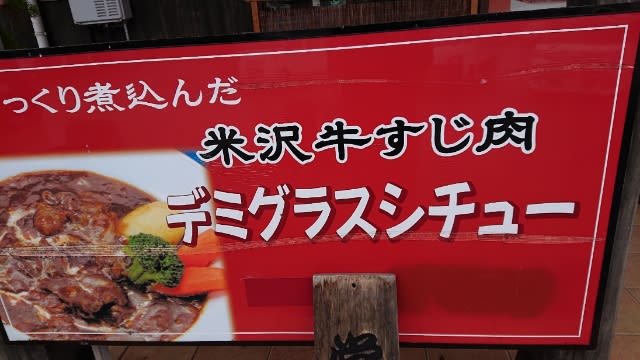 っくり煮込んだ
米沢牛すじ肉
デミグラスシチュー